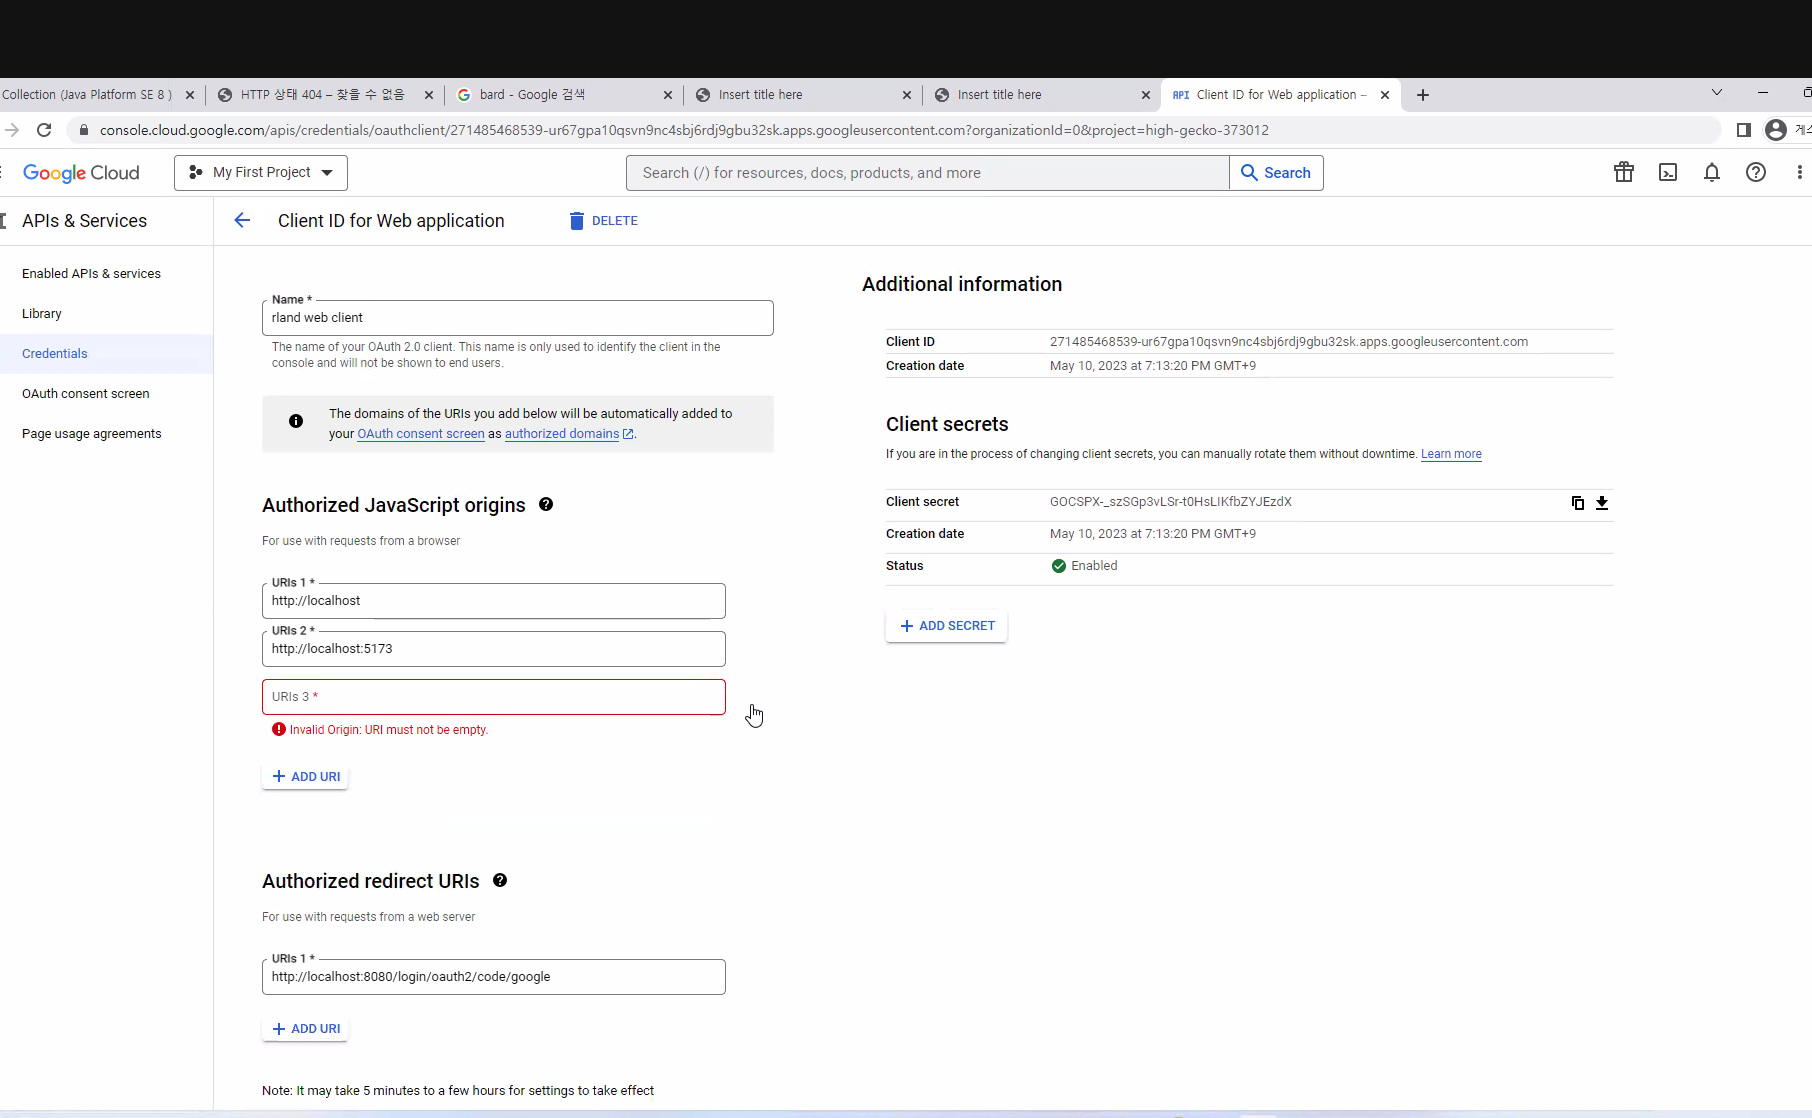 Collection (Java Platform SE 8 )
HTTP 상태 404 – 찾을 수 없음
bard - Google 검색
Insert title here
Insert title here
API Client ID for Web application –
console.cloud.google.com/apis/credentials/oauthclient/271485468539-ur67gpa10qsvn9nc4sbj6rdj9gbu32sk.apps.googleusercontent.com?organizationId=0&project=high-gecko-373012
Google Cloud
My First Project
Search (/) for resources, docs, products, and more
Search
APIs & Services
Client ID for Web application
DELETE
Enabled APIs & services
Library
Credentials
OAuth consent screen
Page usage agreements
Name *
rland web client
The name of your OAuth 2.0 client. This name is only used to identify the client in the
console and will not be shown to end users.
The domains of the URIs you add below will be automatically added to
your OAuth consent screen as authorized domains.
Authorized JavaScript origins
For use with requests from a browser
URIs 1 *
http://localhost
URIs 2 *
http://localhost:5173
URIs 3 *
Invalid Origin: URI must not be empty.
+ ADD URI
Authorized redirect URIs
For use with requests from a web server
URIs 1 *
http://localhost:8080/login/oauth2/code/google
+ ADD URI
Note: It may take 5 minutes to a few hours for settings to take effect
Additional information
Client ID 271485468539-ur67gpa10qsvn9nc4sbj6rdj9gbu32sk.apps.googleusercontent.com
Creation date May 10, 2023 at 7:13:20 PM GMT+9
Client secrets
If you are in the process of changing client secrets, you can manually rotate them without downtime. Learn more
Client secret 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
Creation date May 10, 2023 at 7:13:20 PM GMT+9
Status Enabled
+ ADD SECRET